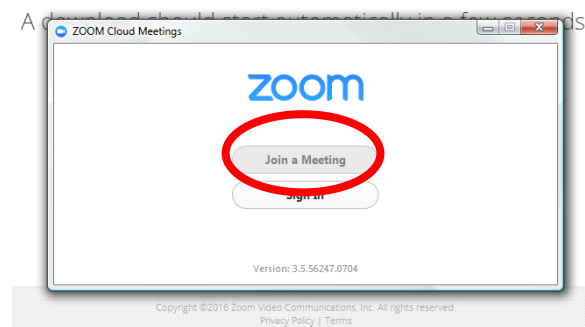 A download should start automatically in a few seconds
ZOOM Cloud Meetings
zoom
Join a Meeting
Sign In
Version: 3.5.56247.0704
Copyright ©2016 Zoom Video Communications, Inc. All rights reserved.
Privacy Policy | Terms